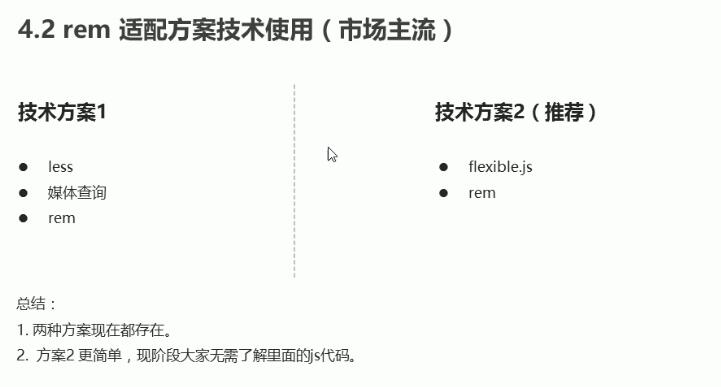 4.2 rem 适配方案技术使用（市场主流）
技术方案1
● less
● 媒体查询
● rem
技术方案2（推荐）
● flexible.js
● rem
总结：
1. 两种方案现在都存在。
2. 方案2 更简单，现阶段大家无需了解里面的js代码。